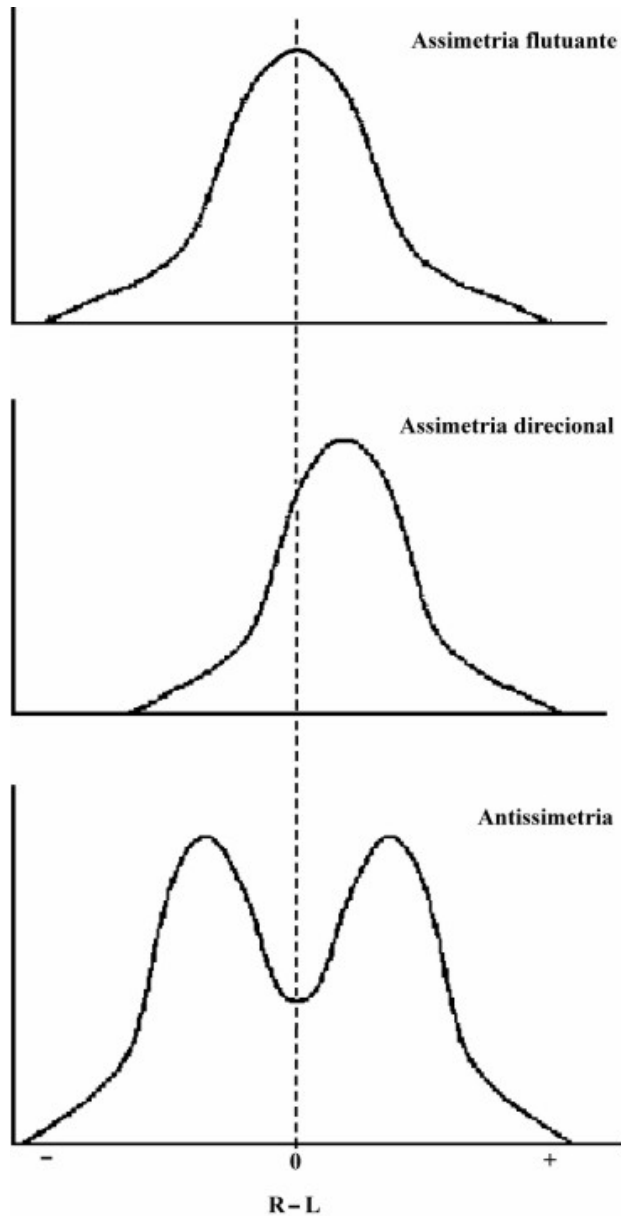 Assimetria flutuante
Assimetria direcional
Antissimetria
− 0 +
R – L